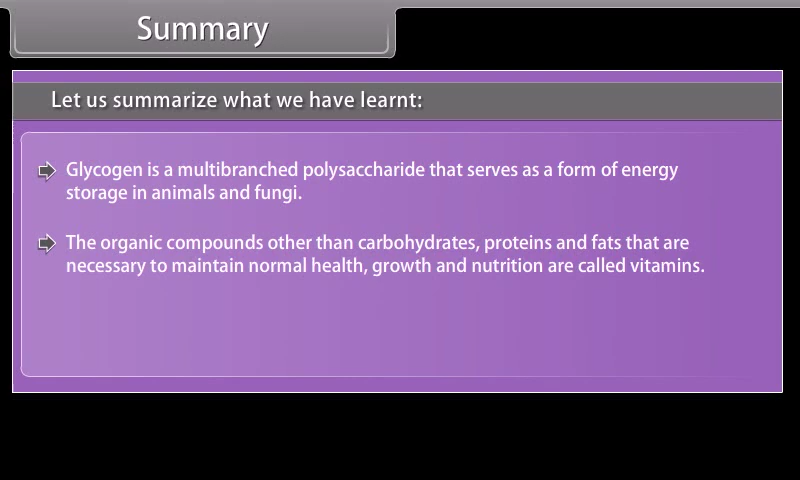 Summary
Let us summarize what we have learnt:
Glycogen is a multibranched polysaccharide that serves as a form of energy
storage in animals and fungi.
The organic compounds other than carbohydrates, proteins and fats that are
necessary to maintain normal health, growth and nutrition are called vitamins.